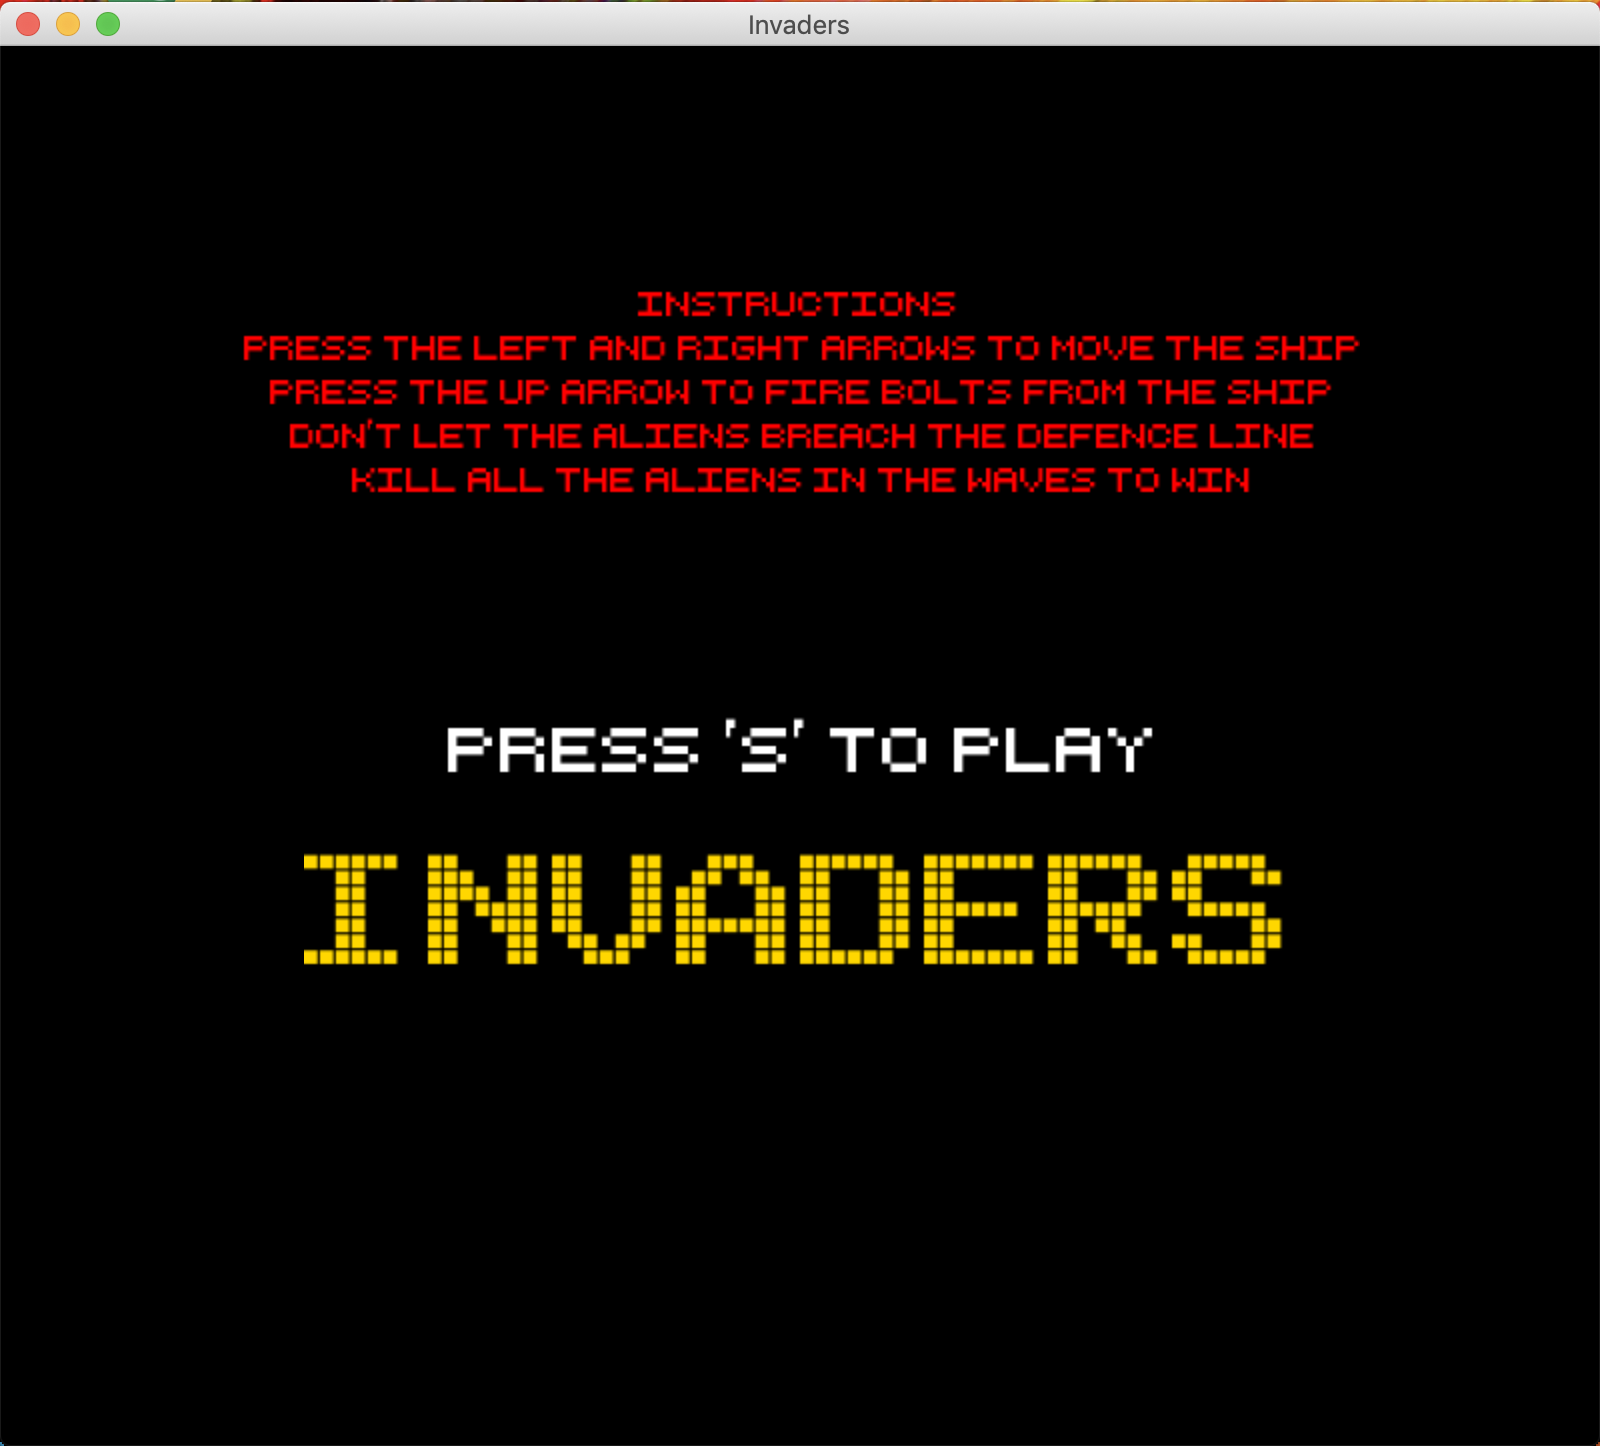 Invaders
INSTRUCTIONS
PRESS THE LEFT AND RIGHT ARROWS TO MOVE THE SHIP
PRESS THE UP ARROW TO FIRE BOLTS FROM THE SHIP
DON'T LET THE ALIENS BREACH THE DEFENCE LINE
KILL ALL THE ALIENS IN THE WAVES TO WIN
PRESS 'S' TO PLAY
INVADERS